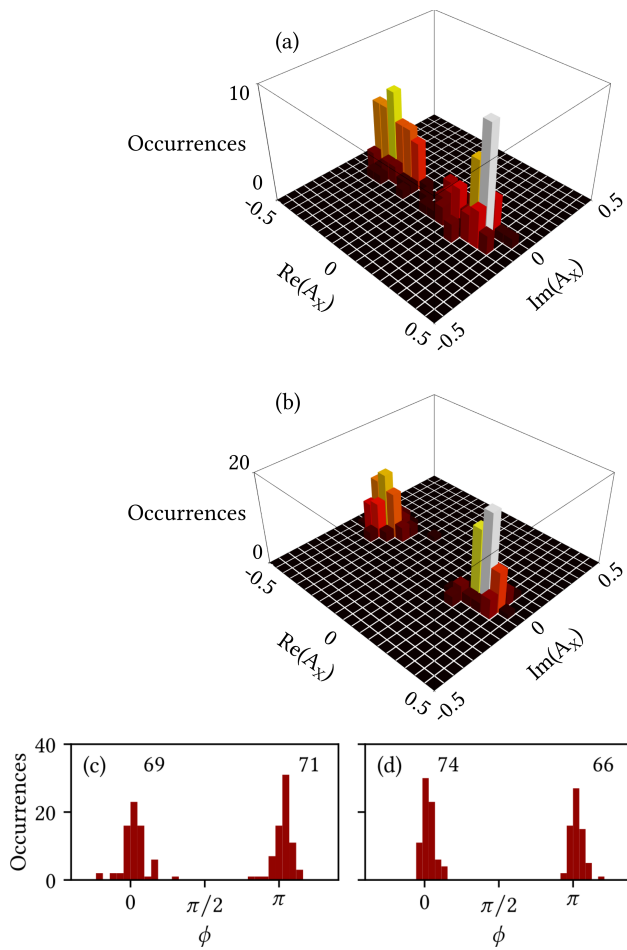 (a)
10
Occurrences
0
-0.5
0.5
0
0
Re(A_X)
Im(A_X)
0.5
-0.5
(b)
20
Occurrences
0
-0.5
0.5
0
0
Re(A_X)
Im(A_X)
0.5
-0.5
40
(c) 69 71 (d) 74 66
Occurrences
20
0
0 π/2 π 0 π/2 π
ϕ ϕ